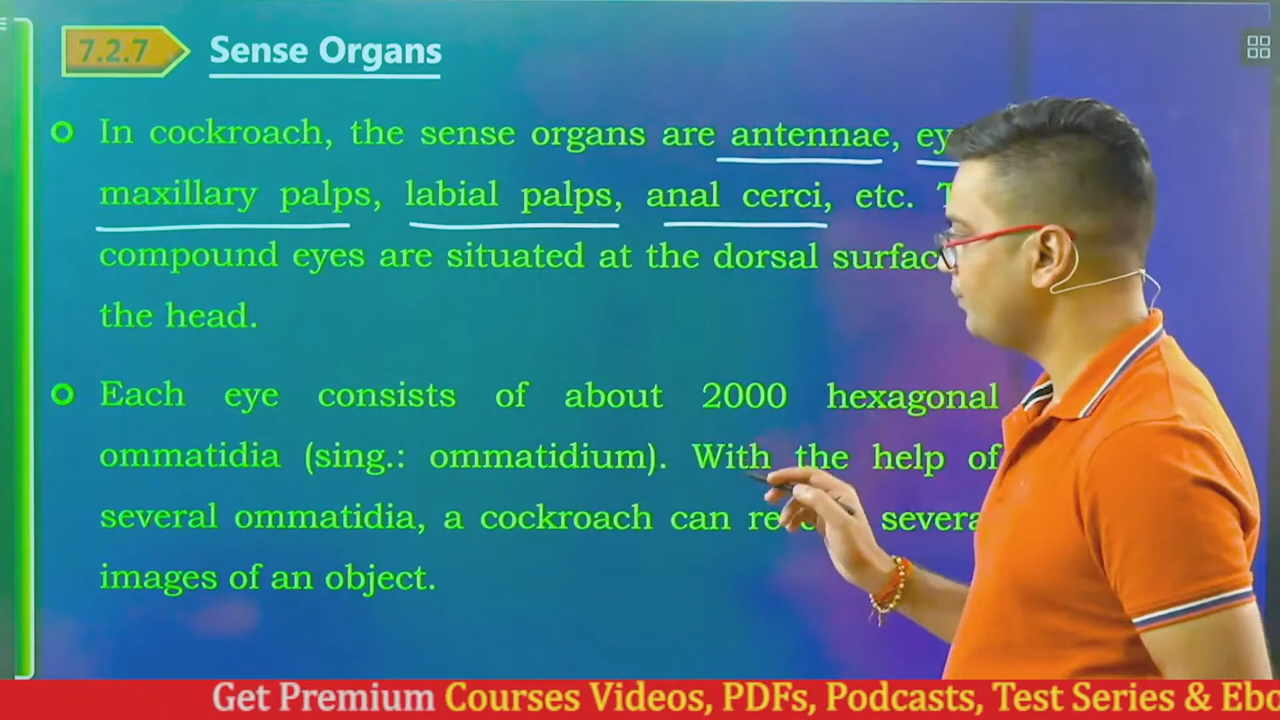 7.2.7 Sense Organs
In cockroach, the sense organs are antennae,
maxillary palps, labial palps, anal cerci, etc.
compound eyes are situated at the dorsal
the head.
Each eye consists of about 2000 hexagonal
ommatidia (sing.: ommatidium). With the help of
several ommatidia, a cockroach can
images of an object.
Get Premium Courses Videos, PDFs, Podcasts, Test Series &